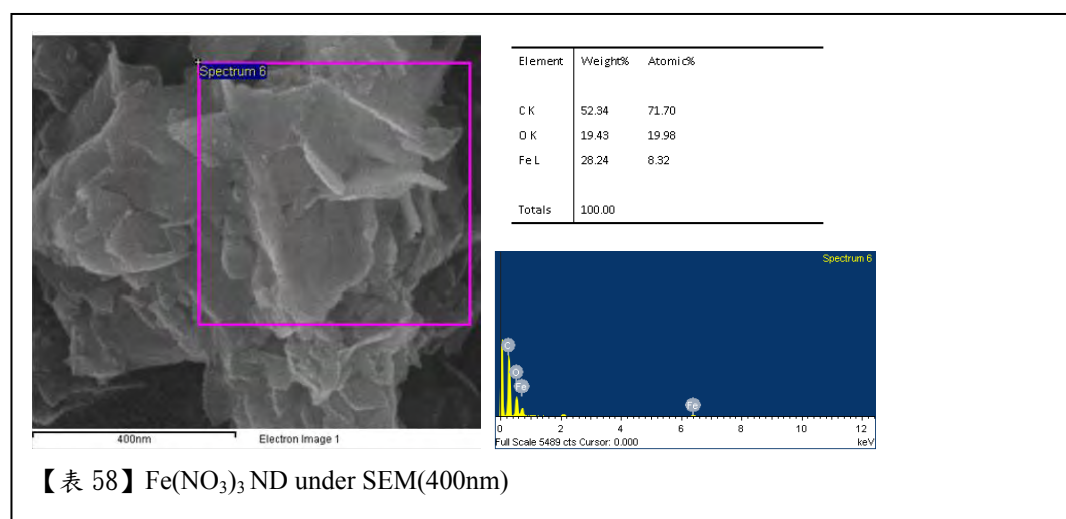 Spectrum 6
400nm Electron Image 1
Element Weight% Atomic%
C K 52.34 71.70
O K 19.43 19.98
Fe L 28.24 8.32
Totals 100.00
Spectrum 6
C
O
Fe
Fe
0 2 4 6 8 10 12
Full Scale 5489 cts Cursor: 0.000 keV
【表 58】Fe(NO₃)₃ ND under SEM(400nm)